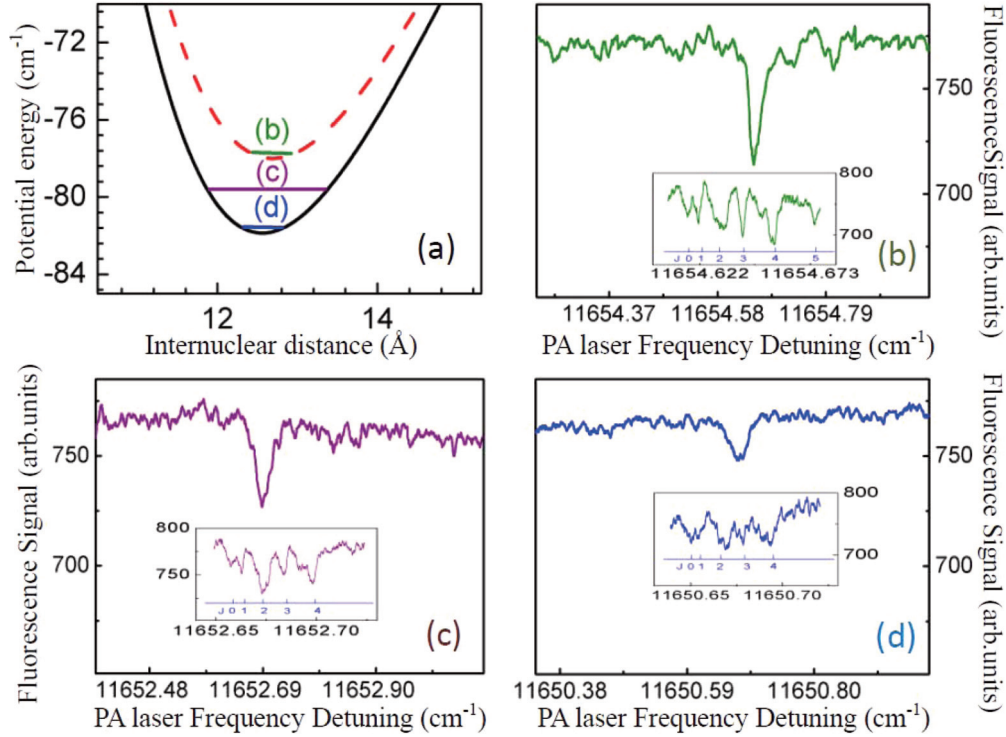 Potential energy (cm-1)
-72
-76
-80
-84
(b)
(c)
(d)
(a)
12
14
Internuclear distance (Å)
FluorescenceSignal (arb.units)
750
700
800
700
J 0 1 2 3 4 5
11654.622 11654.673
(b)
11654.37 11654.58 11654.79
PA laser Frequency Detuning (cm-1)
Fluorescence Signal (arb.units)
750
700
800
750
700
J 0 1 2 3 4
11652.65 11652.70
(c)
11652.48 11652.69 11652.90
PA laser Frequency Detuning (cm-1)
Fluorescence Signal (arb.units)
750
700
800
700
J 0 1 2 3 4
11650.65 11650.70
(d)
11650.38 11650.59 11650.80
PA laser Frequency Detuning (cm-1)